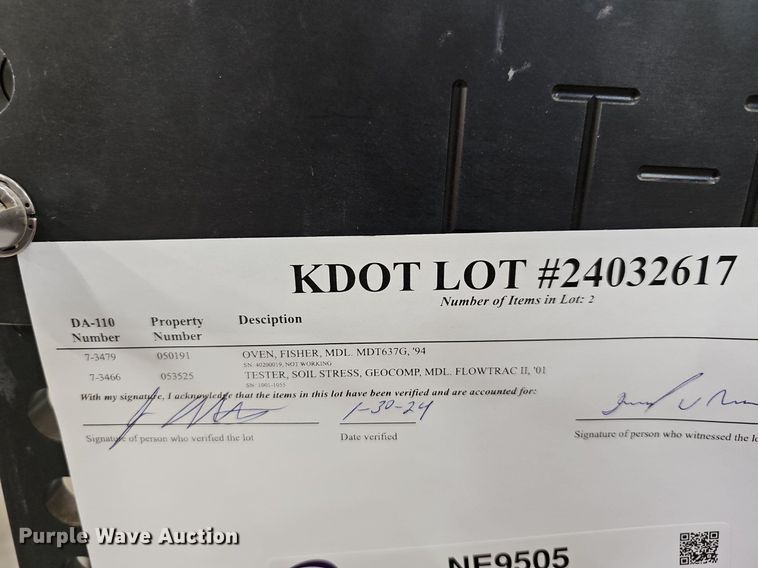 KDOT LOT #24032617
Number of Items in Lot: 2
DA-110 Number Property Number Desciption
7-3479 050191 OVEN, FISHER, MDL. MDT637G, '94
SN: 40200019, NOT WORKING
7-3466 053525 TESTER, SOIL STRESS, GEOCOMP, MDL. FLOWTRAC II, '01
SN: 1001-1055
With my signature, I acknowledge that the items in this lot have been verified and are accounted for:
1-30-24
Signature of person who verified the lot Date verified Signature of person who witnessed the lo
NE9505
Purple Wave Auction